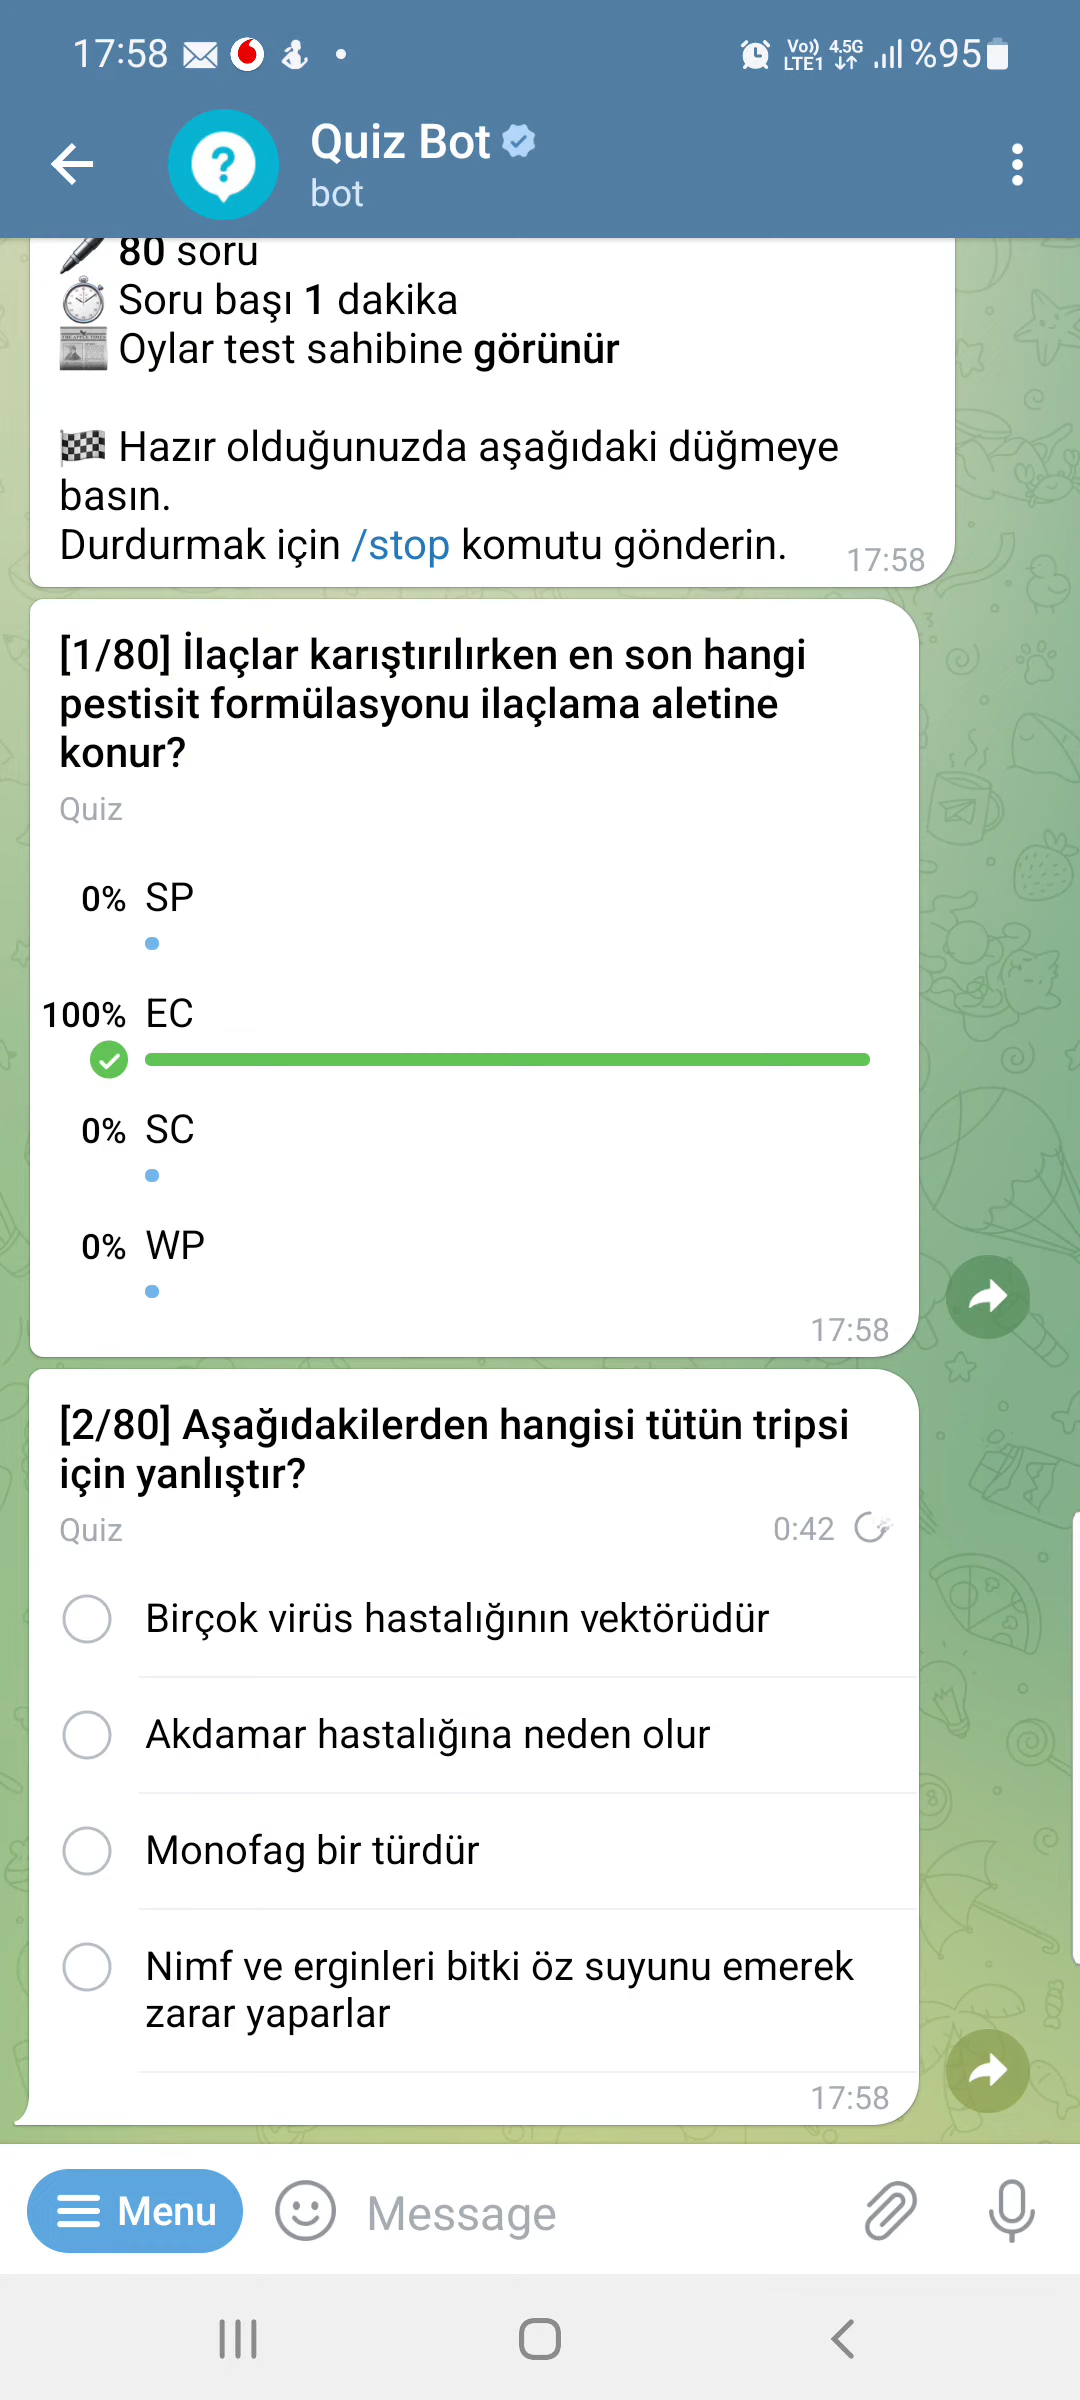 17:58
Vo)) 4.5G
LTE1
%95
Quiz Bot
bot
80 soru
Soru başı 1 dakika
Oylar test sahibine görünür
Hazır olduğunuzda aşağıdaki düğmeye
basın.
Durdurmak için /stop komutu gönderin.
17:58
[1/80] İlaçlar karıştırılırken en son hangi
pestisit formülasyonu ilaçlama aletine
konur?
Quiz
0% SP
100% EC
0% SC
0% WP
17:58
[2/80] Aşağıdakilerden hangisi tütün tripsi
için yanlıştır?
Quiz
0:42
Birçok virüs hastalığının vektörüdür
Akdamar hastalığına neden olur
Monofag bir türdür
Nimf ve erginleri bitki öz suyunu emerek
zarar yaparlar
17:58
Menu
Message